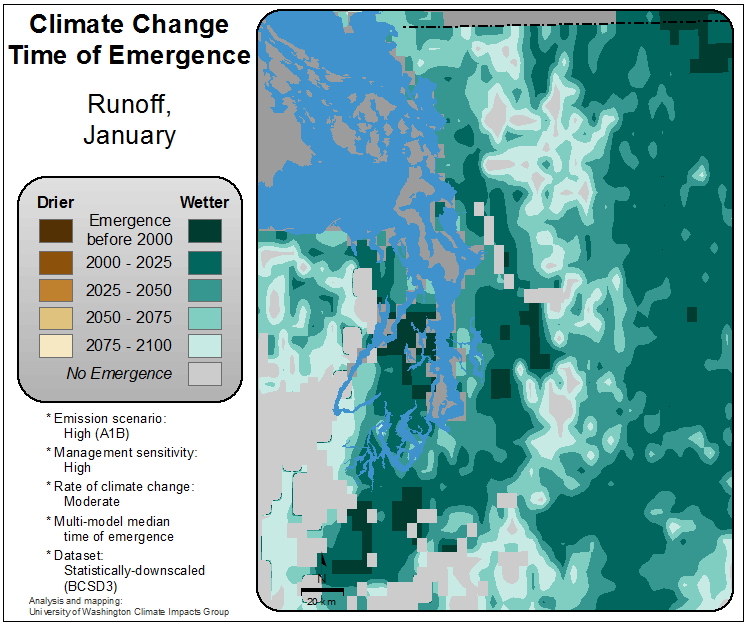 Climate Change
Time of Emergence
Runoff,
January
Drier Wetter
Emergence
before 2000
2000 - 2025
2025 - 2050
2050 - 2075
2075 - 2100
No Emergence
* Emission scenario:
High (A1B)
* Management sensitivity:
High
* Rate of climate change:
Moderate
* Multi-model median
time of emergence
* Dataset:
Statistically-downscaled
(BCSD3)
Analysis and mapping:
University of Washington Climate Impacts Group
N
20 km